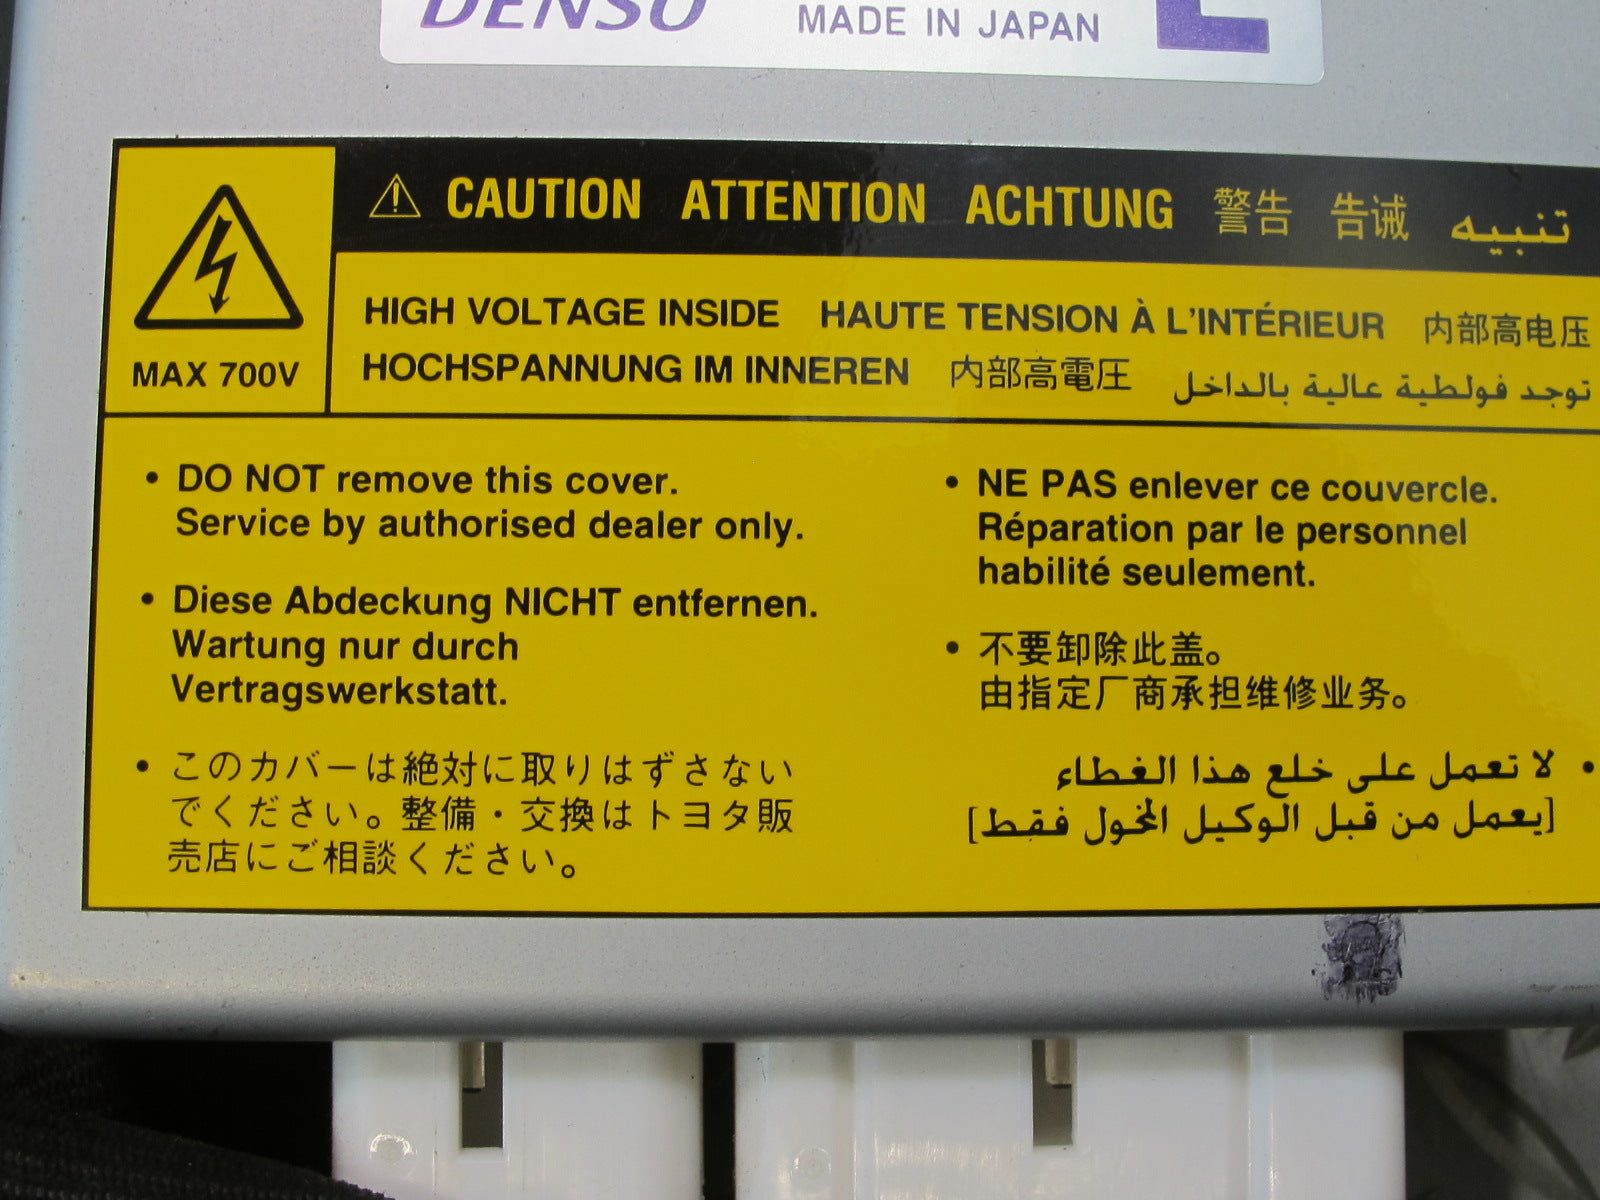 DENSO MADE IN JAPAN
CAUTION ATTENTION ACHTUNG 警告 告诫 تنبيه
MAX 700V
HIGH VOLTAGE INSIDE HAUTE TENSION À L'INTÉRIEUR 内部高电压
HOCHSPANNUNG IM INNEREN 内部高電圧 توجد فولطية عالية بالداخل
• DO NOT remove this cover.
Service by authorised dealer only.
• Diese Abdeckung NICHT entfernen.
Wartung nur durch
Vertragswerkstatt.
• このカバーは絶対に取りはずさない
でください。整備・交換はトヨタ販
売店にご相談ください。
• NE PAS enlever ce couvercle.
Réparation par le personnel
habilité seulement.
• 不要卸除此盖。
由指定厂商承担维修业务。
• لا تعمل على خلع هذا الغطاء
[يعمل من قبل الوكيل المخول فقط]